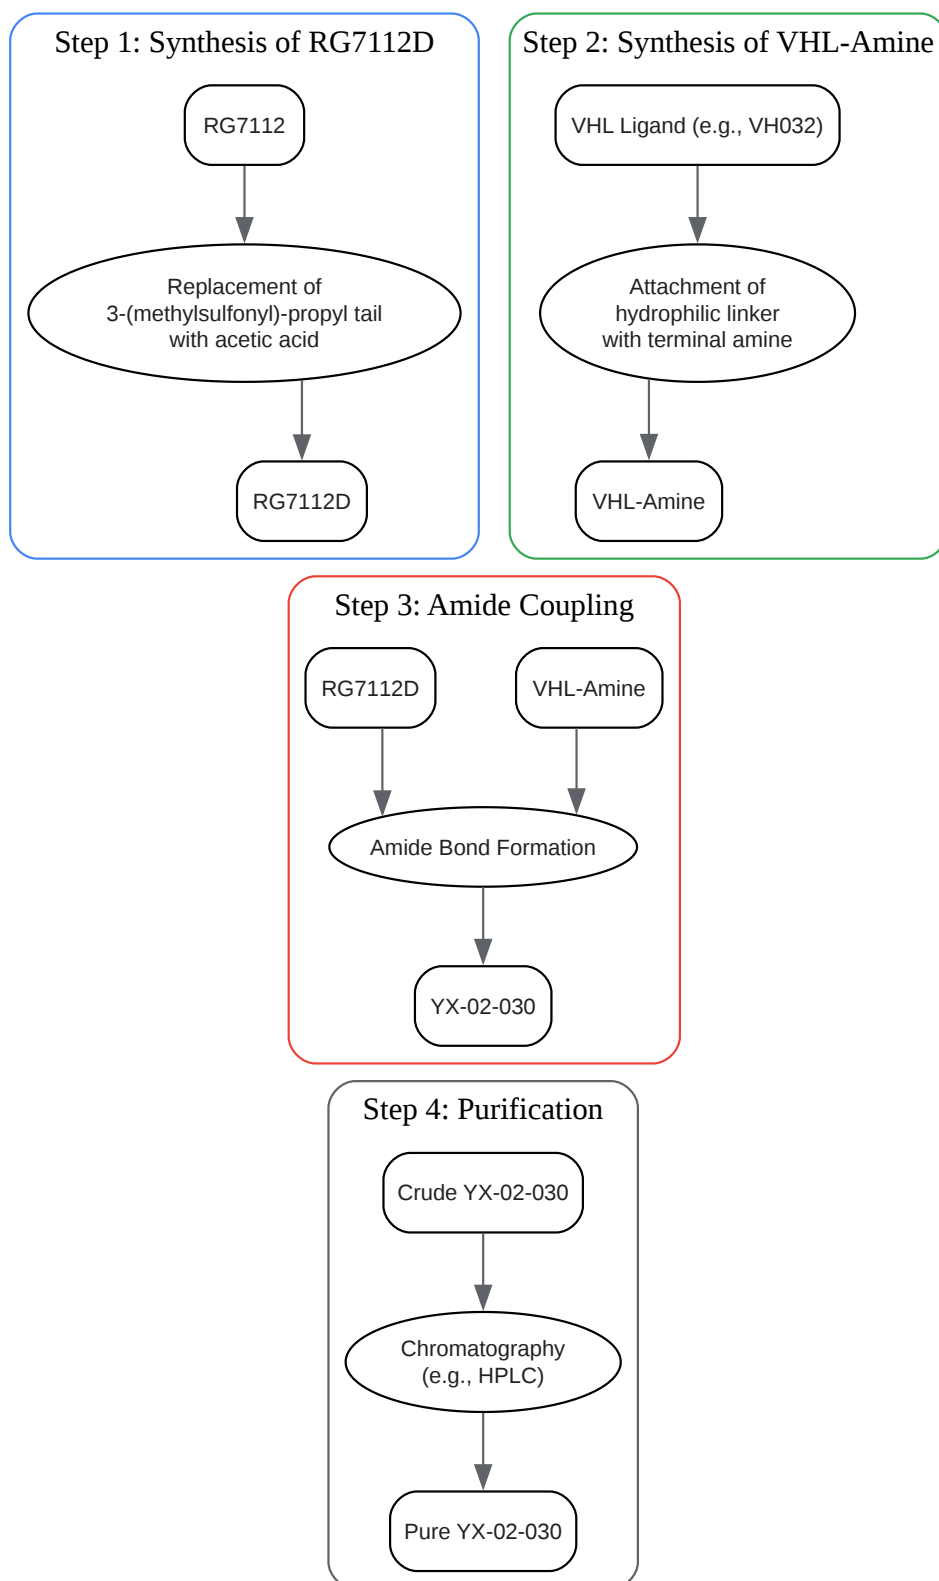 Step 1: Synthesis of RG7112D
RG7112
Replacement of
3-(methylsulfonyl)-propyl tail
with acetic acid
RG7112D
Step 2: Synthesis of VHL-Amine
VHL Ligand (e.g., VH032)
Attachment of
hydrophilic linker
with terminal amine
VHL-Amine
Step 3: Amide Coupling
RG7112D
VHL-Amine
Amide Bond Formation
YX-02-030
Step 4: Purification
Crude YX-02-030
Chromatography
(e.g., HPLC)
Pure YX-02-030